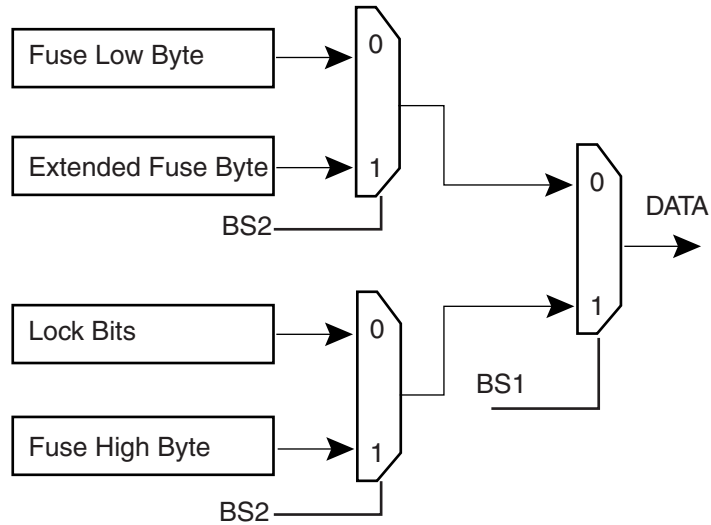 Fuse Low Byte
0
Extended Fuse Byte
1
BS2
0
DATA
Lock Bits
0
1
BS1
Fuse High Byte
1
BS2